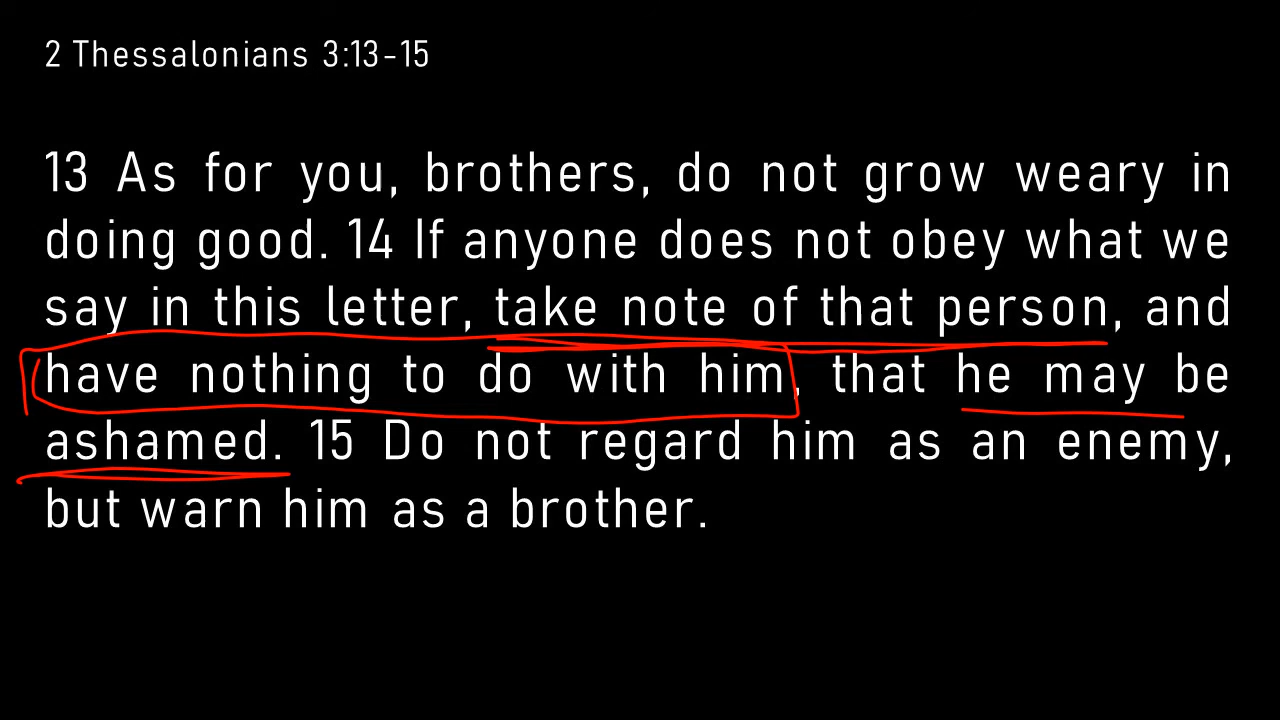 2 Thessalonians 3:13-15
13 As for you, brothers, do not grow weary in
doing good. 14 If anyone does not obey what we
say in this letter, take note of that person, and
have nothing to do with him, that he may be
ashamed. 15 Do not regard him as an enemy,
but warn him as a brother.